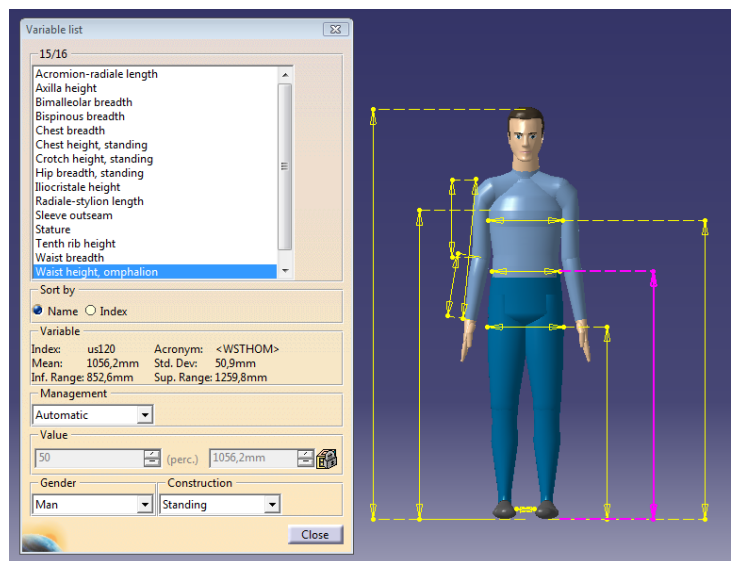 Variable list
15/16
Acromion-radiale length
Axilla height
Bimalleolar breadth
Bispinous breadth
Chest breadth
Chest height, standing
Crotch height, standing
Hip breadth, standing
Iliocristale height
Radiale-stylion length
Sleeve outseam
Stature
Tenth rib height
Waist breadth
Waist height, omphalion
Sort by
Name Index
Variable
Index: us120 Acronym: <WSTHOM>
Mean: 1056,2mm Std. Dev: 50,9mm
Inf. Range: 852,6mm Sup. Range: 1259,8mm
Management
Automatic
Value
50 (perc.) 1056,2mm
Gender Construction
Man Standing
Close